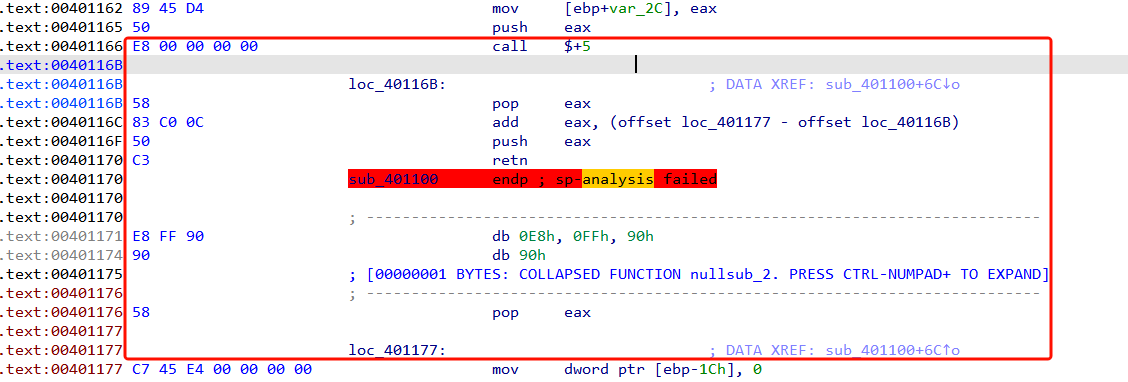 .text:00401162 89 45 D4 mov [ebp+var_2C], eax
.text:00401165 50 push eax
.text:00401166 E8 00 00 00 00 call $+5
.text:0040116B
.text:0040116B loc_40116B: ; DATA XREF: sub_401100+6C↓o
.text:0040116B 58 pop eax
.text:0040116C 83 C0 0C add eax, (offset loc_401177 - offset loc_40116B)
.text:0040116F 50 push eax
.text:00401170 C3 retn
.text:00401170 sub_401100 endp ; sp-analysis failed
.text:00401170
.text:00401170 ; ---------------------------------------------------------------------------
.text:00401171 E8 FF 90 db 0E8h, 0FFh, 90h
.text:00401174 90 db 90h
.text:00401175 ; [00000001 BYTES: COLLAPSED FUNCTION nullsub_2. PRESS CTRL-NUMPAD+ TO EXPAND]
.text:00401176 ; ---------------------------------------------------------------------------
.text:00401176 58 pop eax
.text:00401177
.text:00401177 loc_401177: ; DATA XREF: sub_401100+6C↑o
.text:00401177 C7 45 E4 00 00 00 00 mov dword ptr [ebp-1Ch], 0